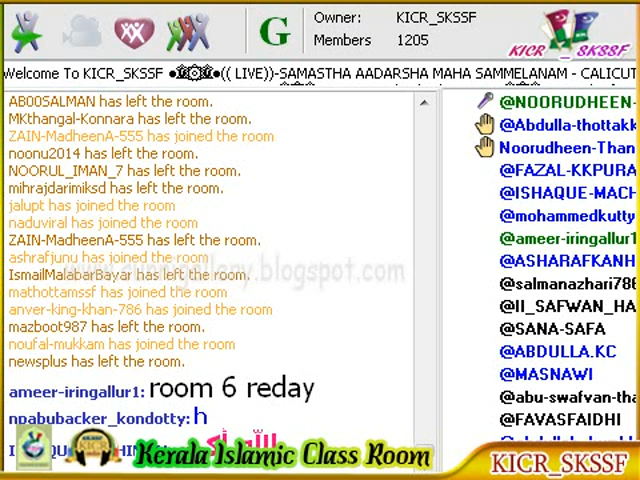 Owner: KICR_SKSSF
Members 1205
G
KICR_SKSSF
Welcome To KICR_SKSSF ●●(( LIVE))-SAMASTHA AADARSHA MAHA SAMMELANAM - CALICUT
AB00SALMAN has left the room.
MKthangal-Konnara has left the room.
ZAIN-MadheenA-555 has joined the room
noonu2014 has left the room.
NOORUL_IMAN_7 has left the room.
mihrajdarimiksd has left the room.
jalupt has joined the room
naduviral has joined the room
ZAIN-MadheenA-555 has left the room.
ashrafjunu has joined the room
IsmailMalabarBayar has left the room.
mathottamssf has joined the room
anver-king-khan-786 has joined the room
mazboot987 has left the room.
noufal-mukkam has joined the room
newsplus has left the room.
ameer-iringallur1: room 6 reday
npabubacker_kondotty: h
@NOORUDHEEN-
@Abdulla-thottakk
Noorudheen-Than
@FAZAL-KKPURA
@ISHAQUE-MACH
@mohammedkutty
@ameer-iringallur1
@ASHARAFKANH
@salmanazhari786
@II_SAFWAN_HA
@SANA-SAFA
@ABDULLA.KC
@MASNAWI
@abu-swafvan-tha
@FAVASFAIDHI
Kerala Islamic Class Room
KICR_SKSSF